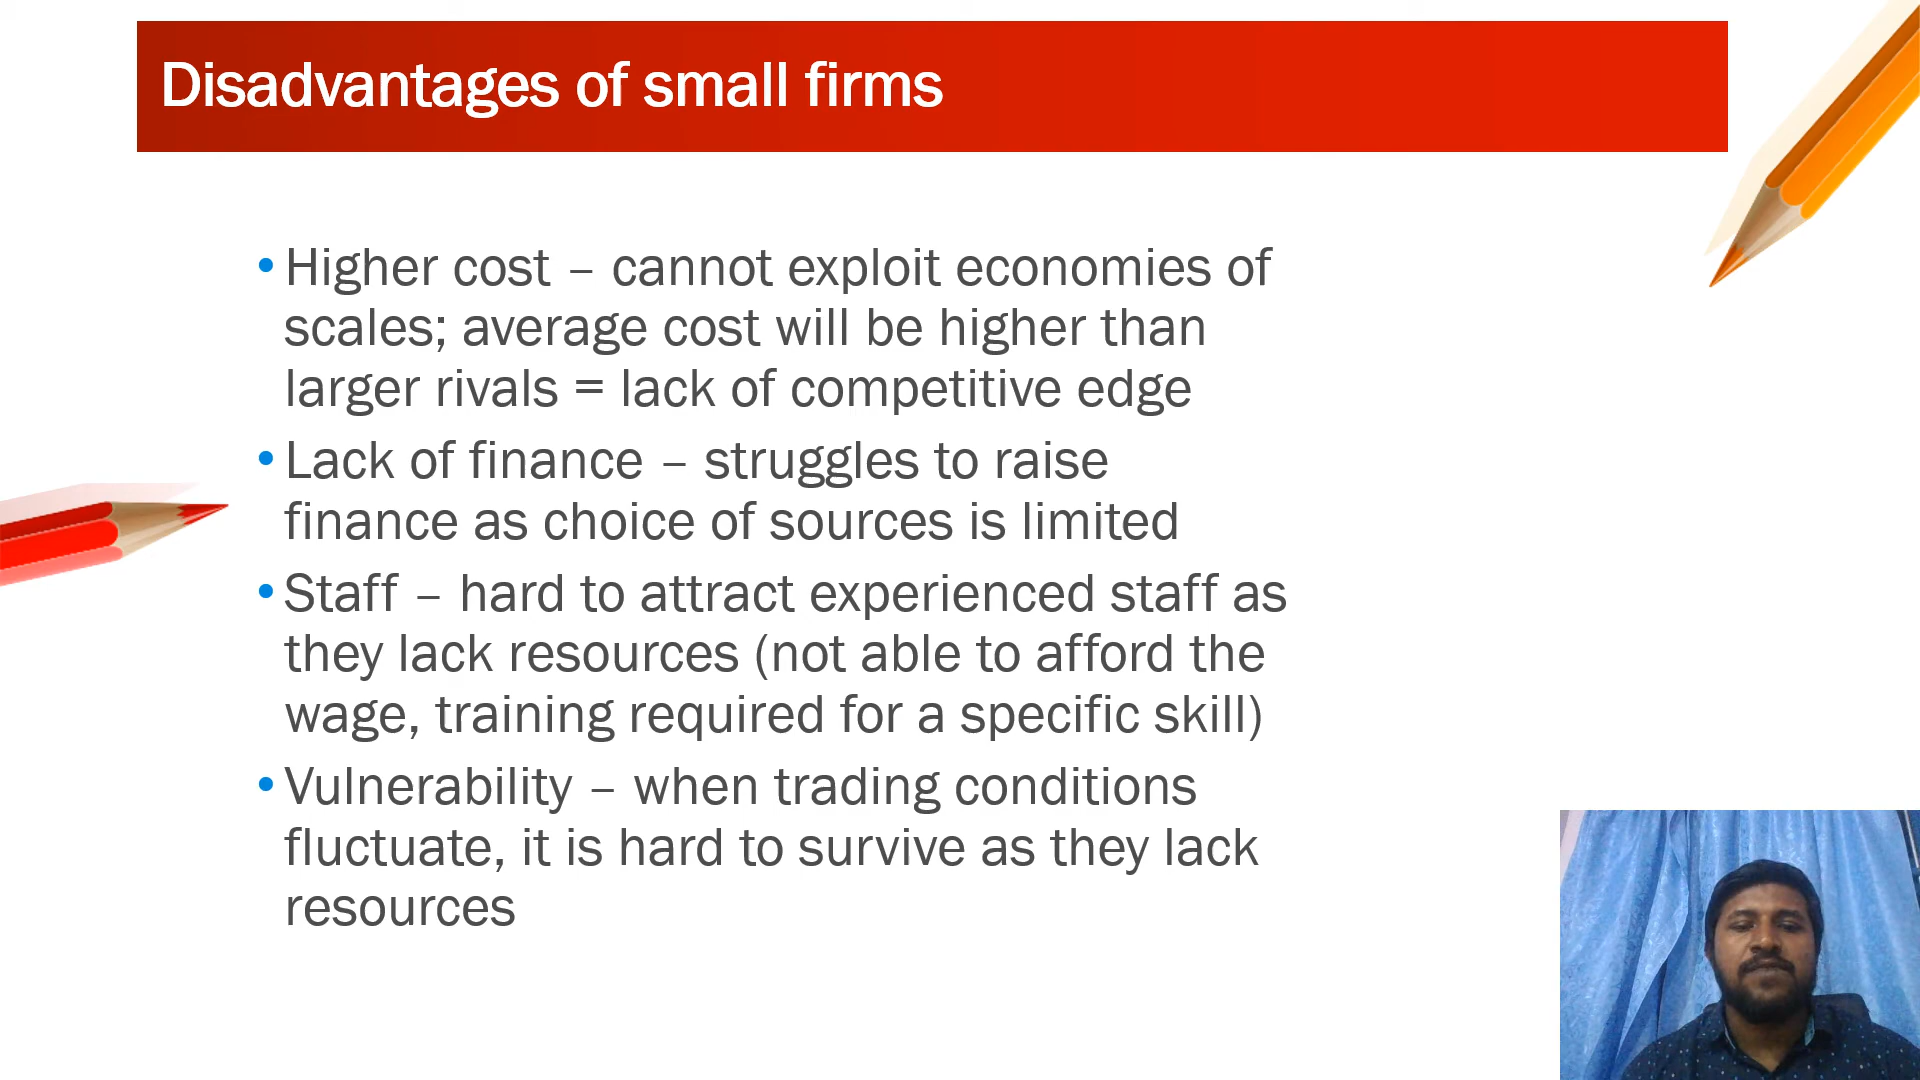 Disadvantages of small firms
• Higher cost – cannot exploit economies of
scales; average cost will be higher than
larger rivals = lack of competitive edge
• Lack of finance – struggles to raise
finance as choice of sources is limited
• Staff – hard to attract experienced staff as
they lack resources (not able to afford the
wage, training required for a specific skill)
• Vulnerability – when trading conditions
fluctuate, it is hard to survive as they lack
resources